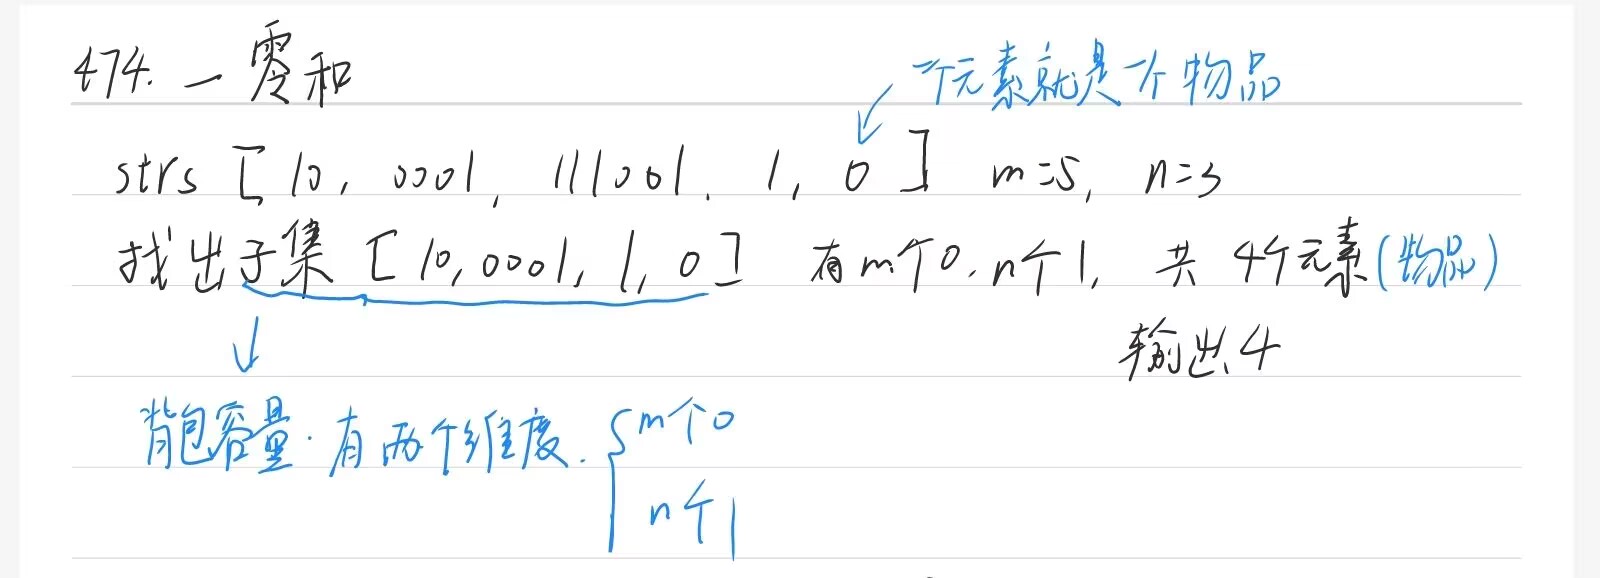 474. 一零和
一个元素就是一个物品
strs [ 10, 0001, 111001, 1, 0 ] m=5, n=3
找出子集 [ 10, 0001, 1, 0 ] 有m个0, n个1, 共 4个元素(物品)
输出 4
背包容量. 有两个维度. { m个0
n个1